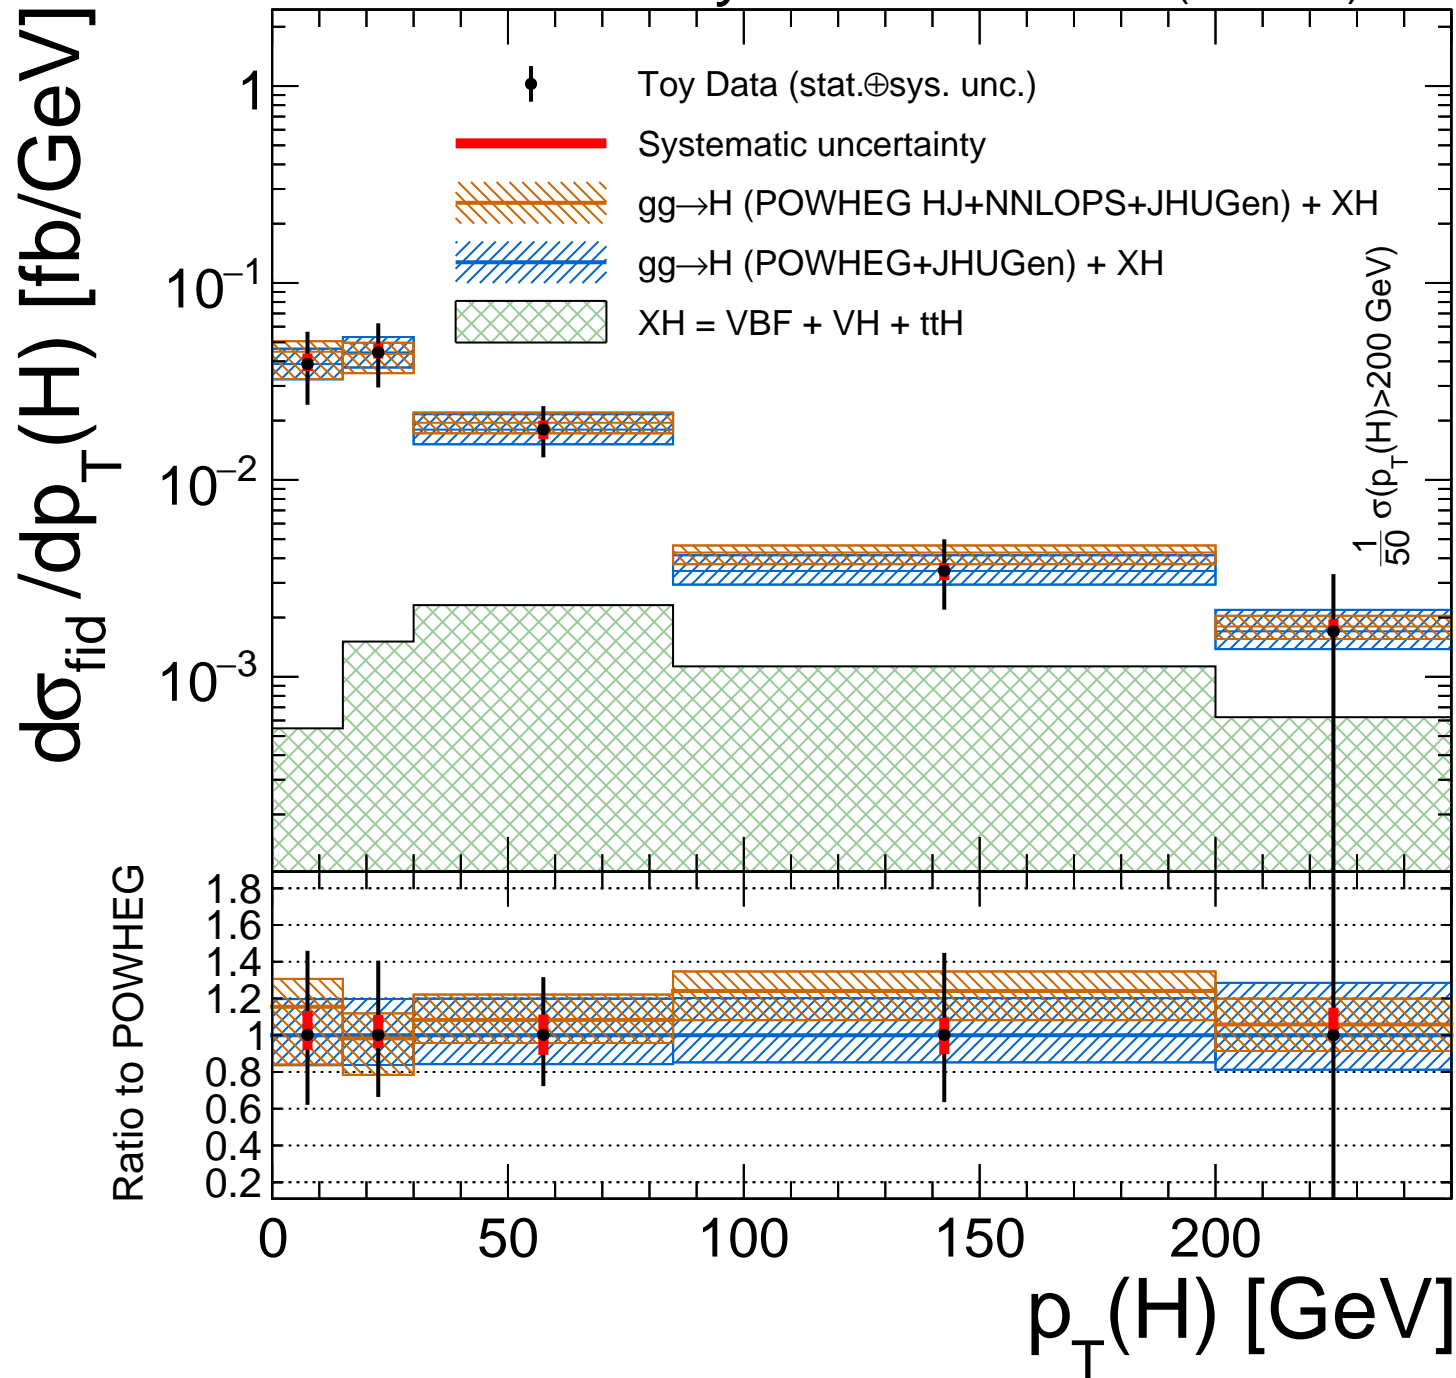 dσfid/dpT(H) [fb/GeV]
1
10−1
10−2
10−3
Toy Data (stat.⊕sys. unc.)
Systematic uncertainty
gg→H (POWHEG HJ+NNLOPS+JHUGen) + XH
gg→H (POWHEG+JHUGen) + XH
XH = VBF + VH + ttH
1/50 σ(pT(H)>200 GeV)
Ratio to POWHEG
1.8
1.6
1.4
1.2
1
0.8
0.6
0.4
0.2
0 50 100 150 200
pT(H) [GeV]